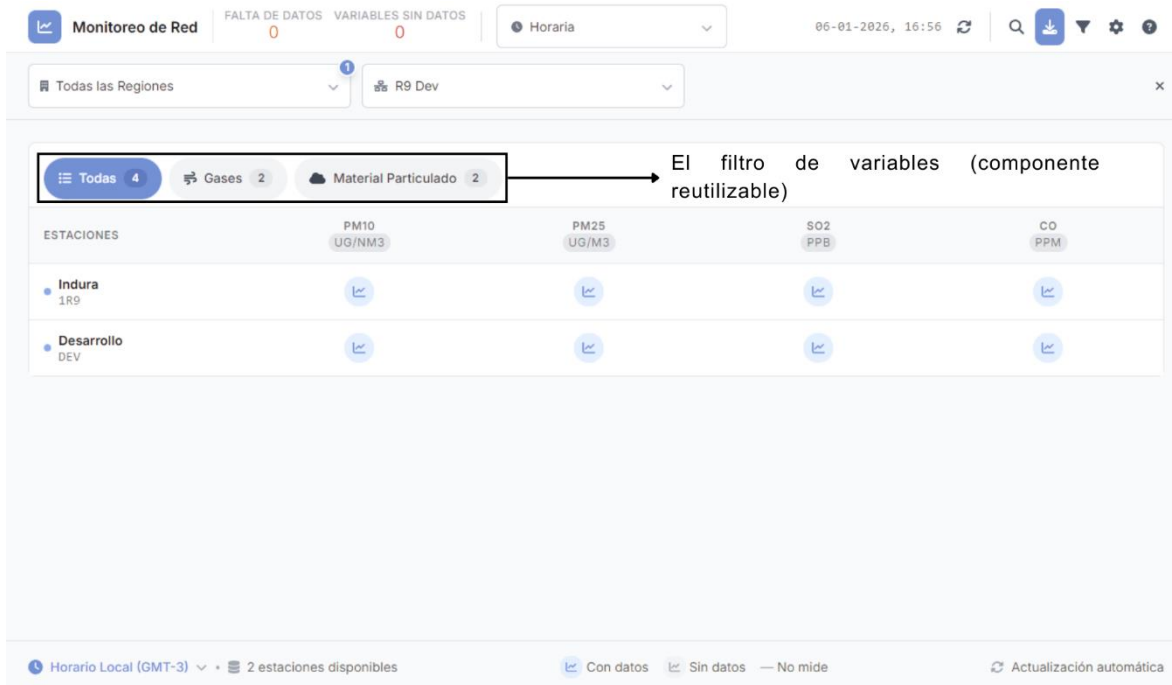 Monitoreo de Red
FALTA DE DATOS VARIABLES SIN DATOS
0 0
Horaria
06-01-2026, 16:56
1
Todas las Regiones
R9 Dev
Todas 4 Gases 2 Material Particulado 2
El filtro de variables (componente
reutilizable)
ESTACIONES
PM10 PM25 SO2 CO
UG/NM3 UG/M3 PPB PPM
Indura
1R9
Desarrollo
DEV
Horario Local (GMT-3) • 2 estaciones disponibles Con datos Sin datos — No mide Actualización automática